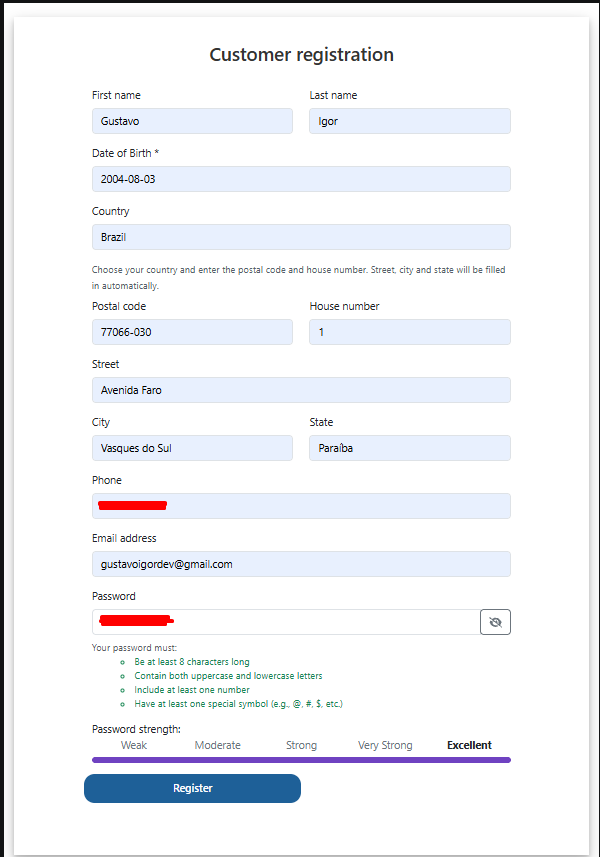 Customer registration
First name Last name
Gustavo Igor
Date of Birth *
2004-08-03
Country
Brazil
Choose your country and enter the postal code and house number. Street, city and state will be filled
in automatically.
Postal code House number
77066-030 1
Street
Avenida Faro
City State
Vasques do Sul Paraíba
Phone
Email address
gustavoigordev@gmail.com
Password
Your password must:
Be at least 8 characters long
Contain both uppercase and lowercase letters
Include at least one number
Have at least one special symbol (e.g., @, #, $, etc.)
Password strength:
Weak Moderate Strong Very Strong Excellent
Register